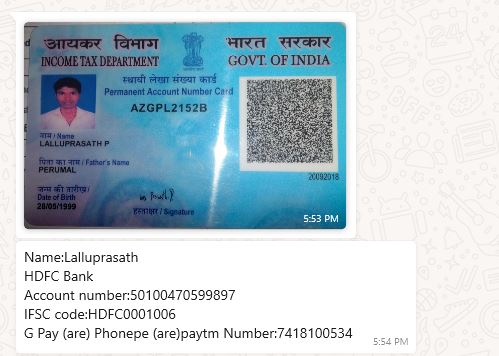 आयकर विभाग
INCOME TAX DEPARTMENT
भारत सरकार
GOVT. OF INDIA
स्थायी लेखा संख्या कार्ड
Permanent Account Number Card
AZGPL2152B
नाम / Name
LALLUPRASATH P
पिता का नाम / Father's Name
PERUMAL
जन्म की तारीख/
Date of Birth
28/05/1999
हस्ताक्षर / Signature
20092018
5:53 PM
Name:Lalluprasath
HDFC Bank
Account number:50100470599897
IFSC code:HDFC0001006
G Pay (are) Phonepe (are)paytm Number:7418100534
5:54 PM